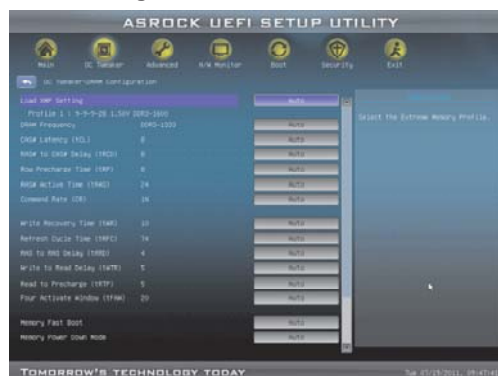 ASROCK UEFI SETUP UTILITY
Main
OC Tweaker
Advanced
H/W Monitor
Boot
Security
Exit
OC Tweaker\DRAM Configuration
Load XMP Setting
Auto
Profile 1 : 9-9-9-28 1.50V DDR3-1600
DRAM Frequency DDR3-1333 Auto
CAS# Latency (tCL) Auto
RAS# to CAS# Delay (tRCD) Auto
Row Precharge Time (tRP) Auto
RAS# Active Time (tRAS) 24 Auto
Command Rate (CR) Auto
Write Recovery Time (tWR) 10 Auto
Refresh Cycle Time (tRFC) 74 Auto
RAS to RAS Delay (tRRD) 4 Auto
Write to Read Delay (tWTR) 5 Auto
Read to Precharge (tRTP) 5 Auto
Four Activate Window (tFAW) 20 Auto
Memory Fast Boot Auto
Memory Power Down Mode Auto
Select the Extreme Memory Profile.
TOMORROW'S TECHNOLOGY TODAY